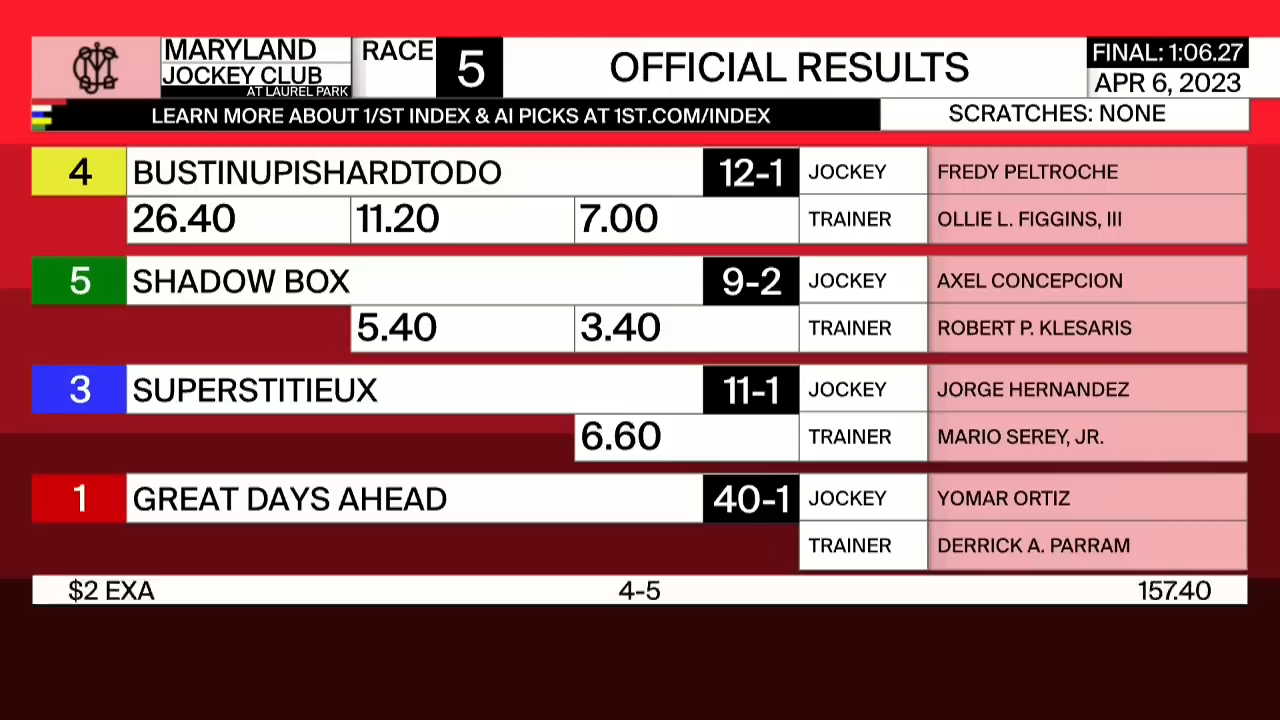 MARYLAND
JOCKEY CLUB
AT LAUREL PARK
RACE 5
OFFICIAL RESULTS
FINAL: 1:06.27
APR 6, 2023
LEARN MORE ABOUT 1/ST INDEX & AI PICKS AT 1ST.COM/INDEX
SCRATCHES: NONE
4 BUSTINUPISHARDTODO 12-1 JOCKEY FREDY PELTROCHE
26.40 11.20 7.00 TRAINER OLLIE L. FIGGINS, III
5 SHADOW BOX 9-2 JOCKEY AXEL CONCEPCION
5.40 3.40 TRAINER ROBERT P. KLESARIS
3 SUPERSTITIEUX 11-1 JOCKEY JORGE HERNANDEZ
6.60 TRAINER MARIO SEREY, JR.
1 GREAT DAYS AHEAD 40-1 JOCKEY YOMAR ORTIZ
TRAINER DERRICK A. PARRAM
$2 EXA 4-5 157.40